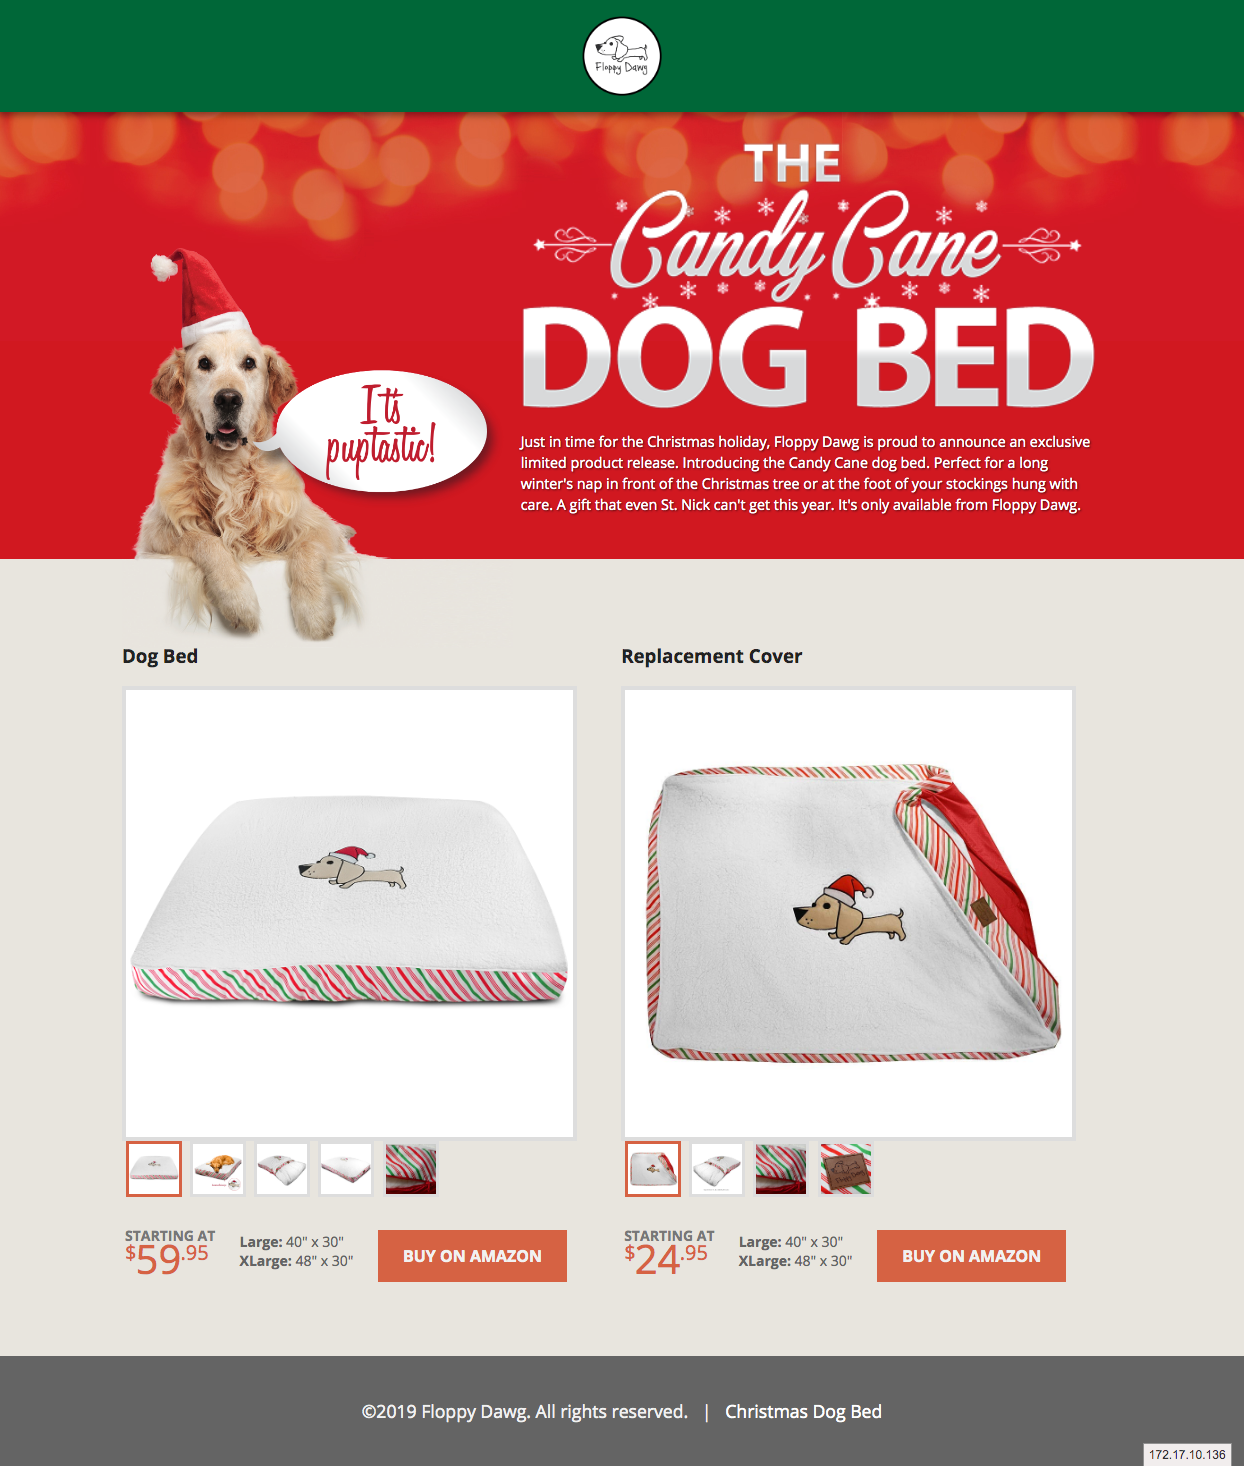 Floppy Dawg
THE
Candy Cane
DOG BED
It's
puptastic!
Just in time for the Christmas holiday, Floppy Dawg is proud to announce an exclusive
limited product release. Introducing the Candy Cane dog bed. Perfect for a long
winter's nap in front of the Christmas tree or at the foot of your stockings hung with
care. A gift that even St. Nick can't get this year. It's only available from Floppy Dawg.
Dog Bed
Replacement Cover
STARTING AT
$59.95
Large: 40" x 30"
XLarge: 48" x 30"
BUY ON AMAZON
STARTING AT
$24.95
Large: 40" x 30"
XLarge: 48" x 30"
BUY ON AMAZON
©2019 Floppy Dawg. All rights reserved. | Christmas Dog Bed
172.17.10.136